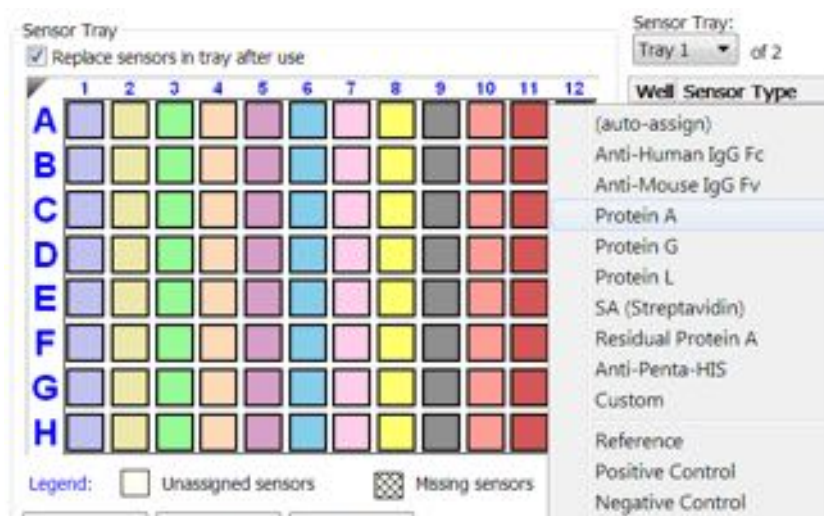 Sensor Tray
Replace sensors in tray after use
1 2 3 4 5 6 7 8 9 10 11 12
A
B
C
D
E
F
G
H
Legend: Unassigned sensors Missing sensors
Sensor Tray:
Tray 1 of 2
Well Sensor Type
(auto-assign)
Anti-Human IgG Fc
Anti-Mouse IgG Fv
Protein A
Protein G
Protein L
SA (Streptavidin)
Residual Protein A
Anti-Penta-HIS
Custom
Reference
Positive Control
Negative Control